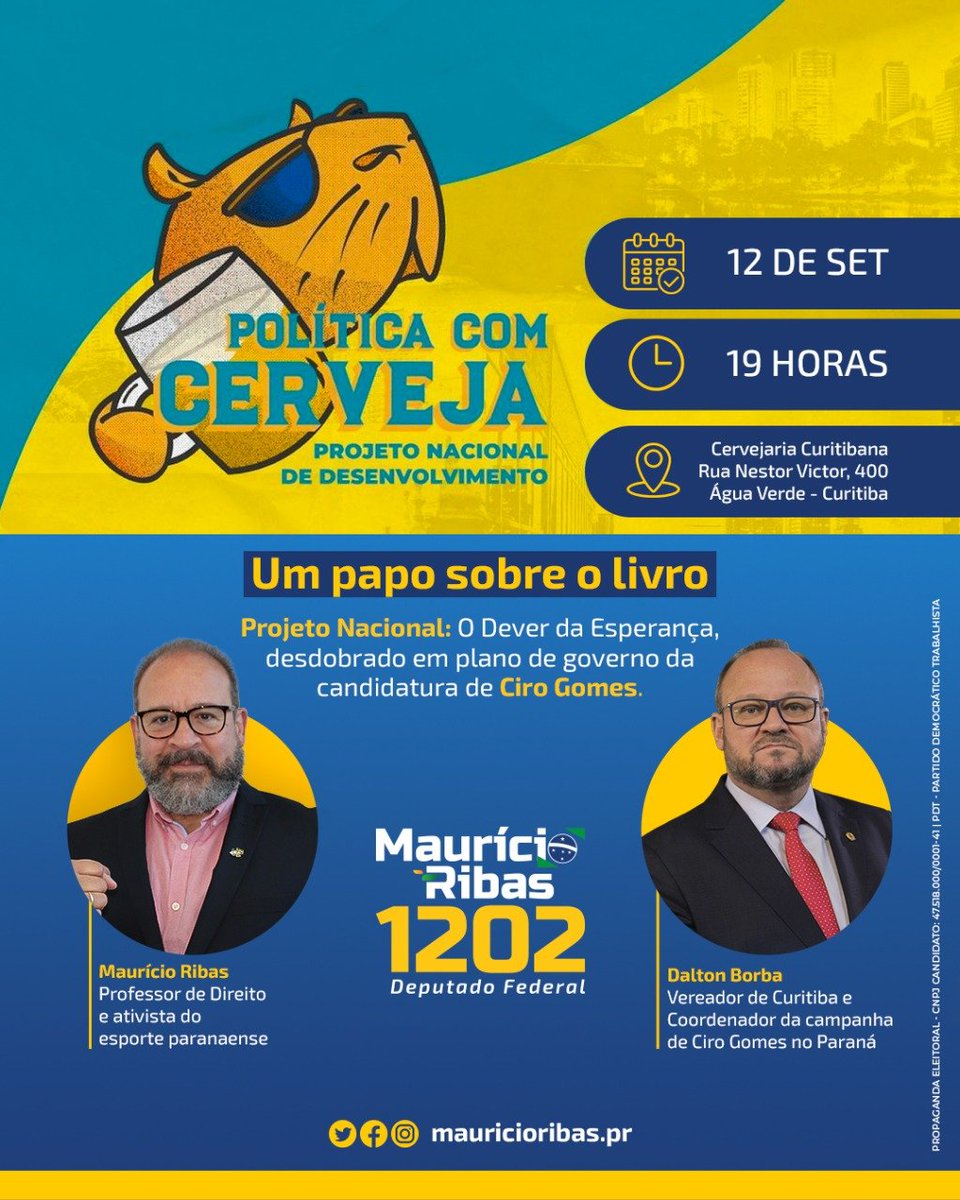 POLÍTICA COM
CERVEJA
PROJETO NACIONAL
DE DESENVOLVIMENTO
12 DE SET
19 HORAS
Cervejaria Curitibana
Rua Nestor Victor, 400
Água Verde - Curitiba
Um papo sobre o livro
Projeto Nacional: O Dever da Esperança,
desdobrado em plano de governo da
candidatura de Ciro Gomes.
Maurício
Ribas
1202
Deputado Federal
Maurício Ribas
Professor de Direito
e ativista do
esporte paranaense
Dalton Borba
Vereador de Curitiba e
Coordenador da campanha
de Ciro Gomes no Paraná
mauricioribas.pr
PROPAGANDA ELEITORAL - CNPJ CANDIDATO: 47.518.000/0001-41 | PDT - PARTIDO DEMOCRÁTICO TRABALHISTA